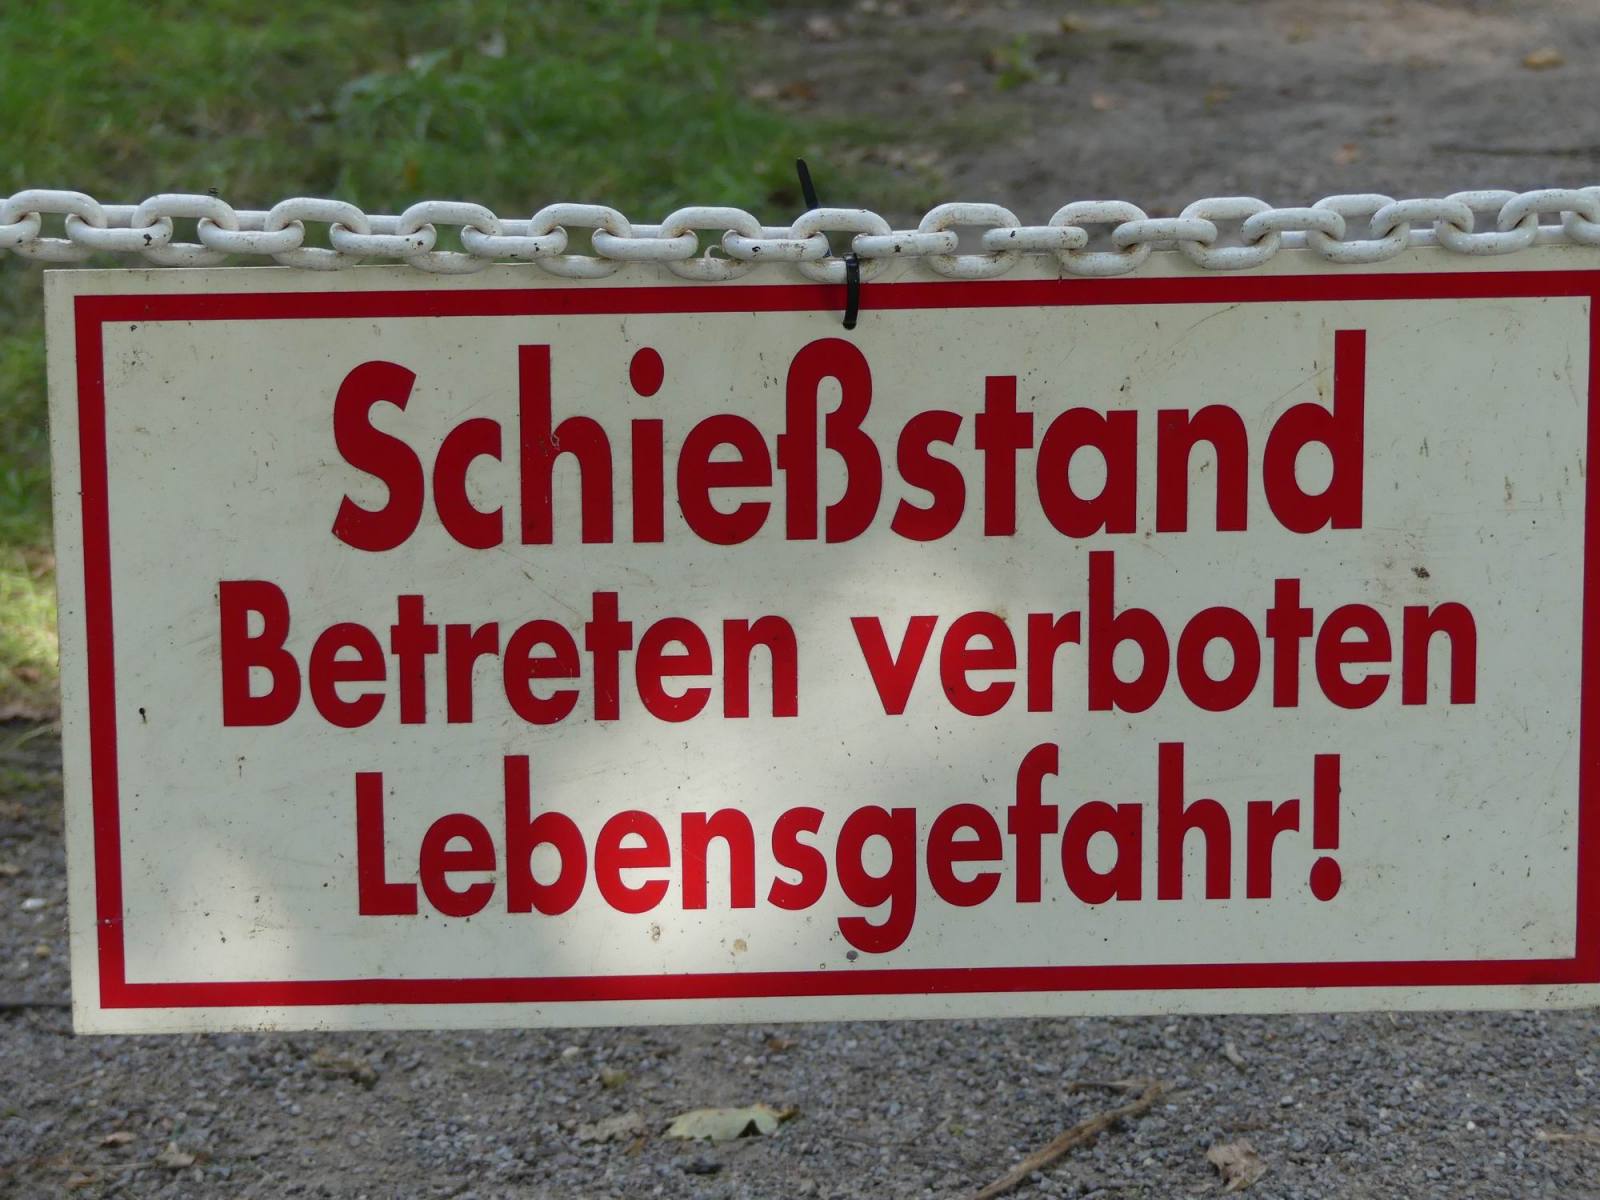 Schießstand
Betreten verboten
Lebensgefahr!